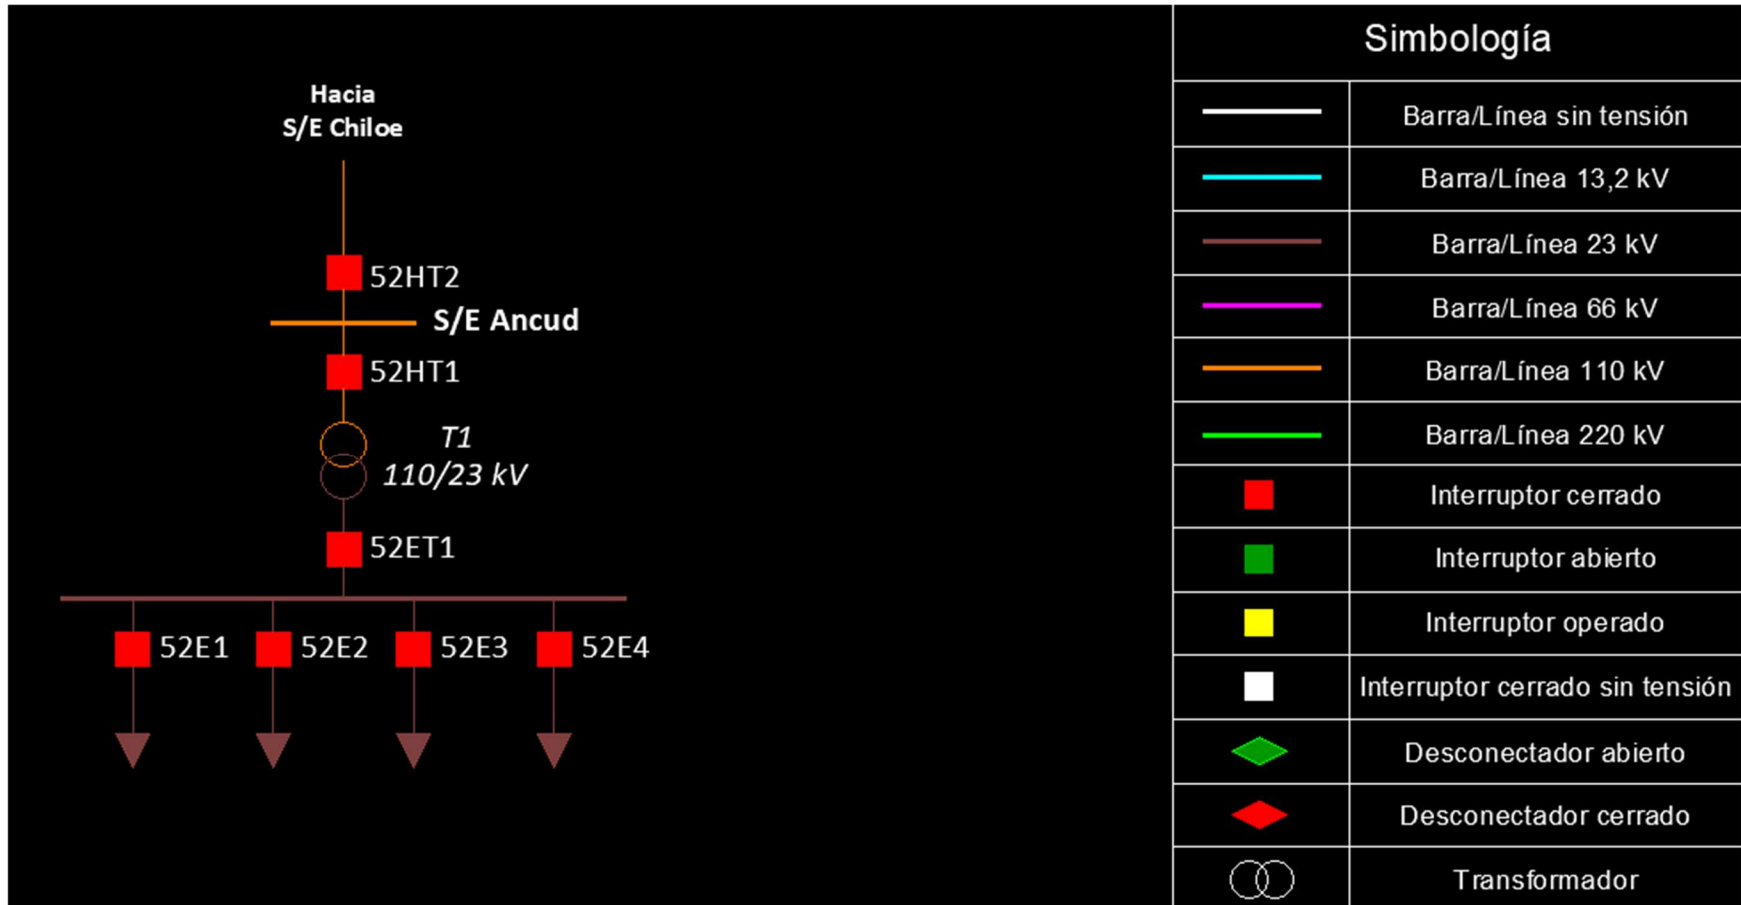 Hacia
S/E Chiloe
52HT2
S/E Ancud
52HT1
T1
110/23 kV
52ET1
52E1
52E2
52E3
52E4
Simbología
Barra/Línea sin tensión
Barra/Línea 13,2 kV
Barra/Línea 23 kV
Barra/Línea 66 kV
Barra/Línea 110 kV
Barra/Línea 220 kV
Interruptor cerrado
Interruptor abierto
Interruptor operado
Interruptor cerrado sin tensión
Desconectador abierto
Desconectador cerrado
Transformador